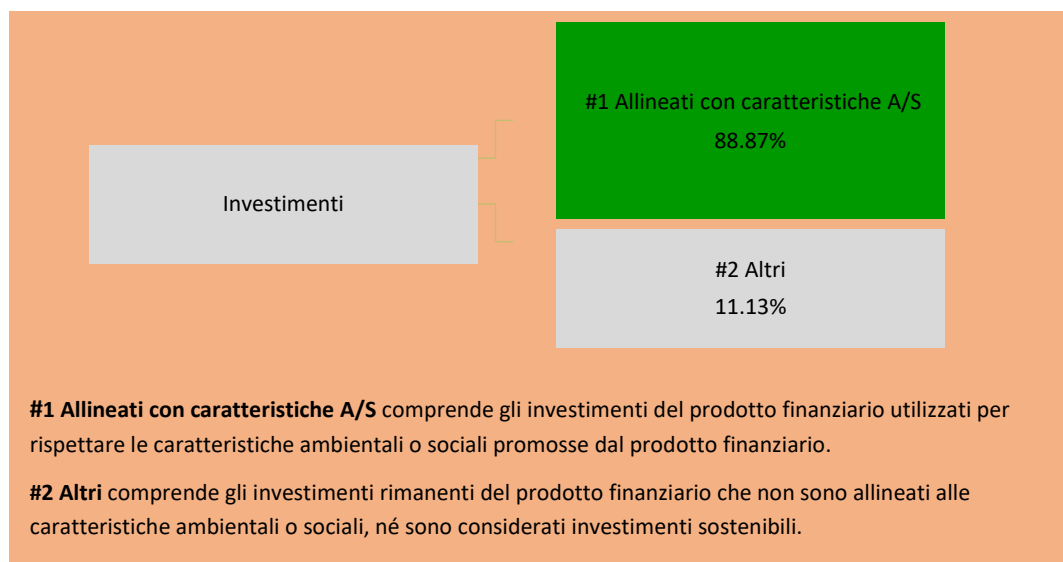 #1 Allineati con caratteristiche A/S
88.87%
Investimenti
#2 Altri
11.13%
#1 Allineati con caratteristiche A/S comprende gli investimenti del prodotto finanziario utilizzati per
rispettare le caratteristiche ambientali o sociali promosse dal prodotto finanziario.
#2 Altri comprende gli investimenti rimanenti del prodotto finanziario che non sono allineati alle
caratteristiche ambientali o sociali, né sono considerati investimenti sostenibili.